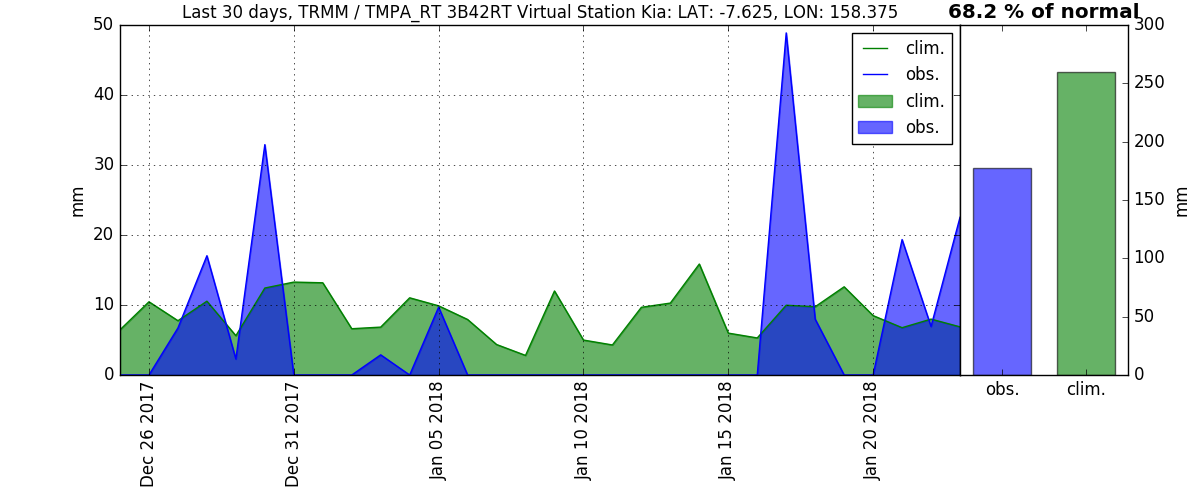 Last 30 days, TRMM / TMPA_RT 3B42RT Virtual Station Kia: LAT: -7.625, LON: 158.375
68.2 % of normal
50
40
30
20
10
0
mm
clim.
obs.
clim.
obs.
Dec 26 2017
Dec 31 2017
Jan 05 2018
Jan 10 2018
Jan 15 2018
Jan 20 2018
300
250
200
150
100
50
0
mm
obs.
clim.